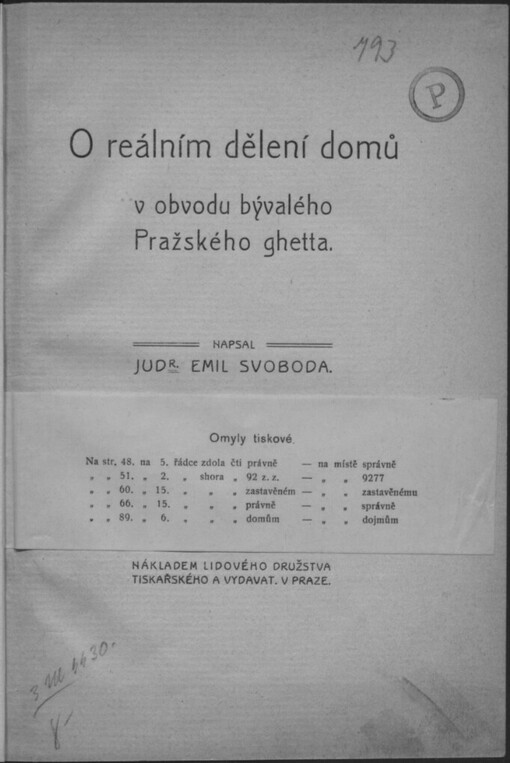 193
P
O reálním dělení domů
v obvodu bývalého
Pražského ghetta.
NAPSAL
JUDR. EMIL SVOBODA.
Omyly tiskové.
Na str. 48. na 5. řádce zdola čti právně — na místě správně
„ „ 51. „ 2. „ shora „ 92 z. z. — „ „ 9277
„ „ 60. „ 15. „ „ „ zastavěném — „ „ zastavěnému
„ „ 66. „ 15. „ „ „ právně — „ „ správně
„ „ 89. „ 6. „ „ „ domům — „ „ dojmům
NÁKLADEM LIDOVÉHO DRUŽSTVA
TISKAŘSKÉHO A VYDAVAT. V PRAZE.